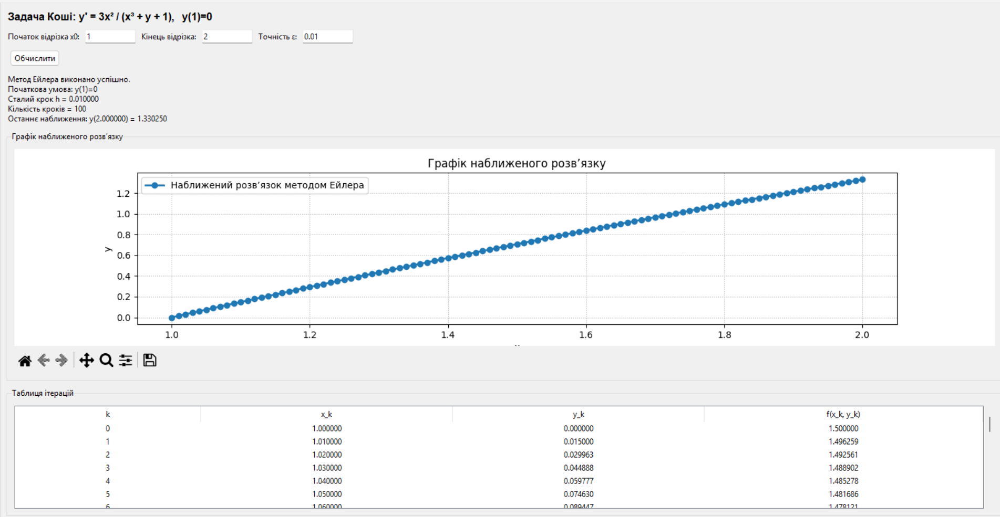 Задача Коші: y' = 3x² / (x³ + y + 1),   y(1)=0
Початок відрізка x0: 1 Кінець відрізка: 2 Точність ε: 0.01
Обчислити
Метод Ейлера виконано успішно.
Початкова умова: y(1)=0
Сталий крок h = 0.010000
Кількість кроків = 100
Останнє наближення: y(2.000000) = 1.330250
Графік наближеного розв'язку
Графік наближеного розв’язку
Наближений розв’язок методом Ейлера
1.2
1.0
0.8
0.6
0.4
0.2
0.0
y
1.0 1.2 1.4 1.6 1.8 2.0
Таблиця ітерацій
k x_k y_k f(x_k, y_k)
0 1.000000 0.000000 1.500000
1 1.010000 0.015000 1.496259
2 1.020000 0.029963 1.492561
3 1.030000 0.044888 1.488902
4 1.040000 0.059777 1.485278
5 1.050000 0.074630 1.481686
6 1.060000 0.089447 1.478121